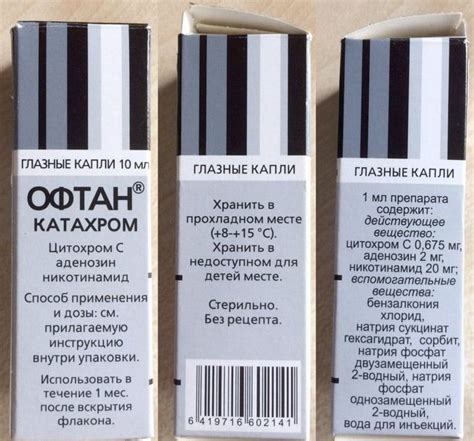 ГЛАЗНЫЕ КАПЛИ 10 мл
ОФТАН®
КАТАХРОМ
Цитохром С
аденозин
никотинамид
Способ применения
и дозы: см.
прилагаемую
инструкцию
внутри упаковки.
Использовать в
течение 1 мес.
после вскрытия
флакона.
ГЛАЗНЫЕ КАПЛИ
Хранить в
прохладном месте
(+8-+15 °С).
Хранить в
недоступном для
детей месте.
Стерильно.
Без рецепта.
6 419716 602141
ГЛАЗНЫЕ КАПЛИ
1 мл препарата
содержит:
действующее
вещество:
цитохром С 0,675 мг,
аденозин 2 мг,
никотинамид 20 мг;
вспомогательные
вещества:
бензалкония
хлорид,
натрия сукцинат
гексагидрат, сорбит,
натрия фосфат
двузамещенный
2-водный, натрия
фосфат
однозамещенный
2-водный,
вода для инъекций.